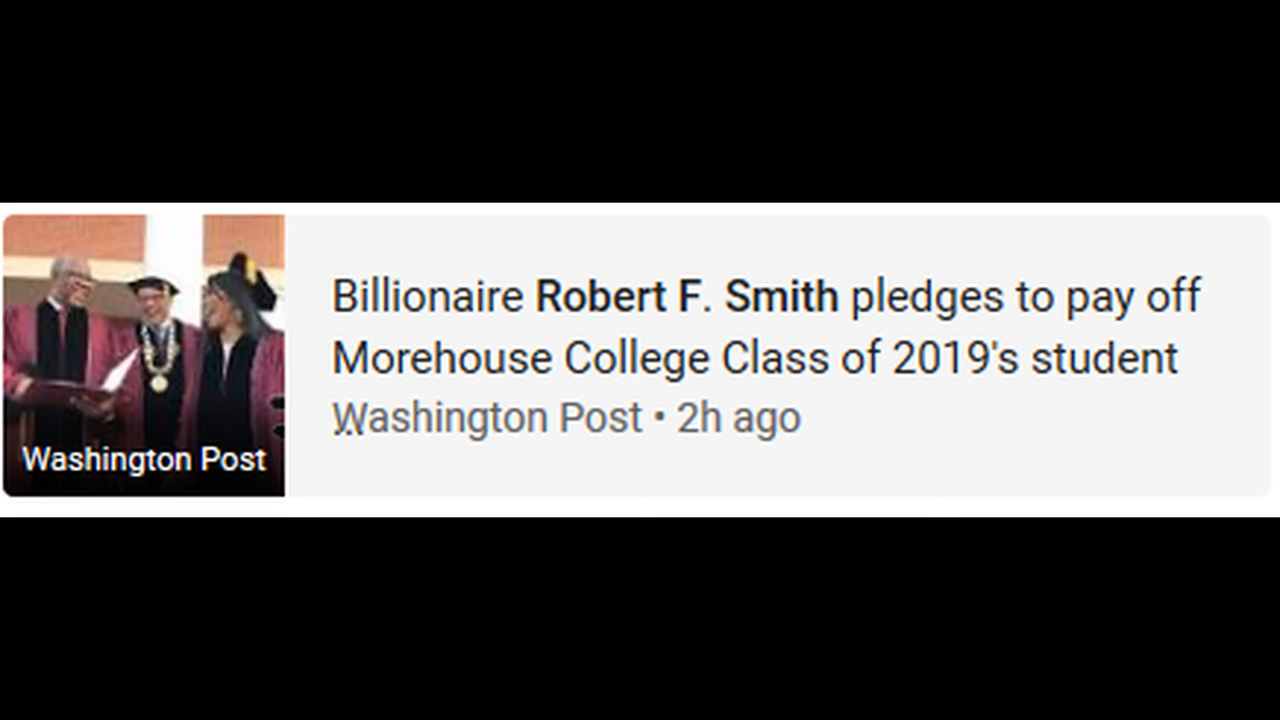 Billionaire Robert F. Smith pledges to pay off
Morehouse College Class of 2019's student
...
Washington Post • 2h ago
Washington Post